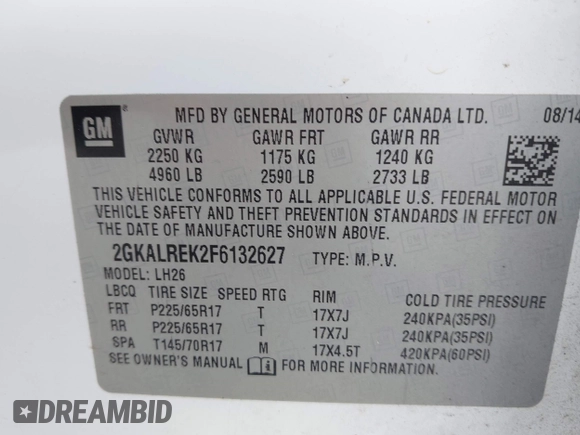 GM
MFD BY GENERAL MOTORS OF CANADA LTD. 08/14
GVWR GAWR FRT GAWR RR
2250 KG 1175 KG 1240 KG
4960 LB 2590 LB 2733 LB
THIS VEHICLE CONFORMS TO ALL APPLICABLE U.S. FEDERAL MOTOR
VEHICLE SAFETY AND THEFT PREVENTION STANDARDS IN EFFECT ON
THE DATE OF MANUFACTURE SHOWN ABOVE.
2GKALREK2F6132627 TYPE: M.P.V.
MODEL: LH26
LBCQ TIRE SIZE SPEED RTG RIM COLD TIRE PRESSURE
FRT P225/65R17 T 17X7J 240KPA(35PSI)
RR P225/65R17 T 17X7J 240KPA(35PSI)
SPA T145/70R17 M 17X4.5T 420KPA(60PSI)
SEE OWNER'S MANUAL FOR MORE INFORMATION.
DREAMBID